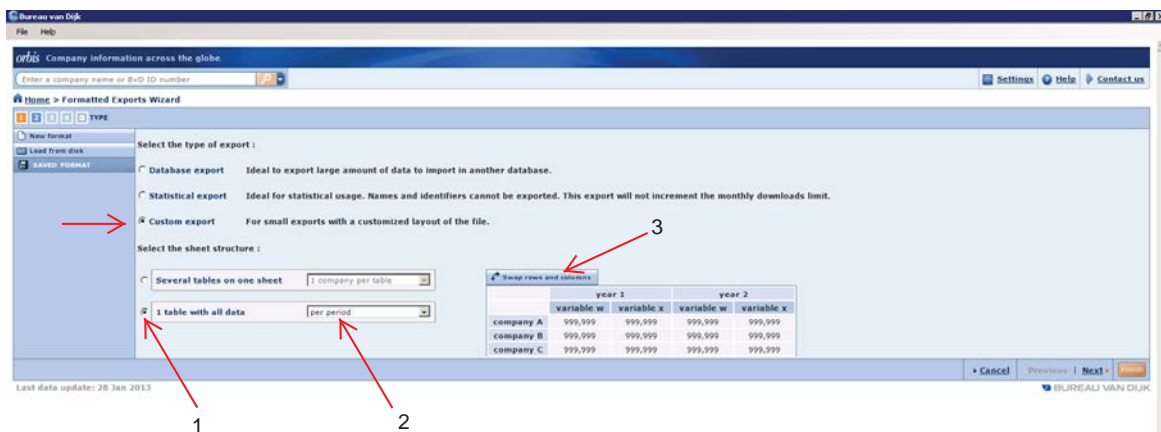 Bureau van Dijk
File Help
orbis Company information across the globe
Enter a company name or BvD ID number
Settings Help Contact us
Home > Formatted Exports Wizard
1 2 3 4 5 TYPE
New format
Load from disk
SAVED FORMAT
Select the type of export :
Database export Ideal to export large amount of data to import in another database.
Statistical export Ideal for statistical usage. Names and identifiers cannot be exported. This export will not increment the monthly downloads limit.
Custom export For small exports with a customized layout of the file.
3
Select the sheet structure :
Several tables on one sheet 1 company per table
Swap rows and columns
1 table with all data per period
year 1 year 2
variable w variable x variable w variable x
company A 999,999 999,999 999,999 999,999
company B 999,999 999,999 999,999 999,999
company C 999,999 999,999 999,999 999,999
Cancel Previous | Next Finish
Last data update: 28 Jan 2013
BUREAU VAN DIJK
1
2